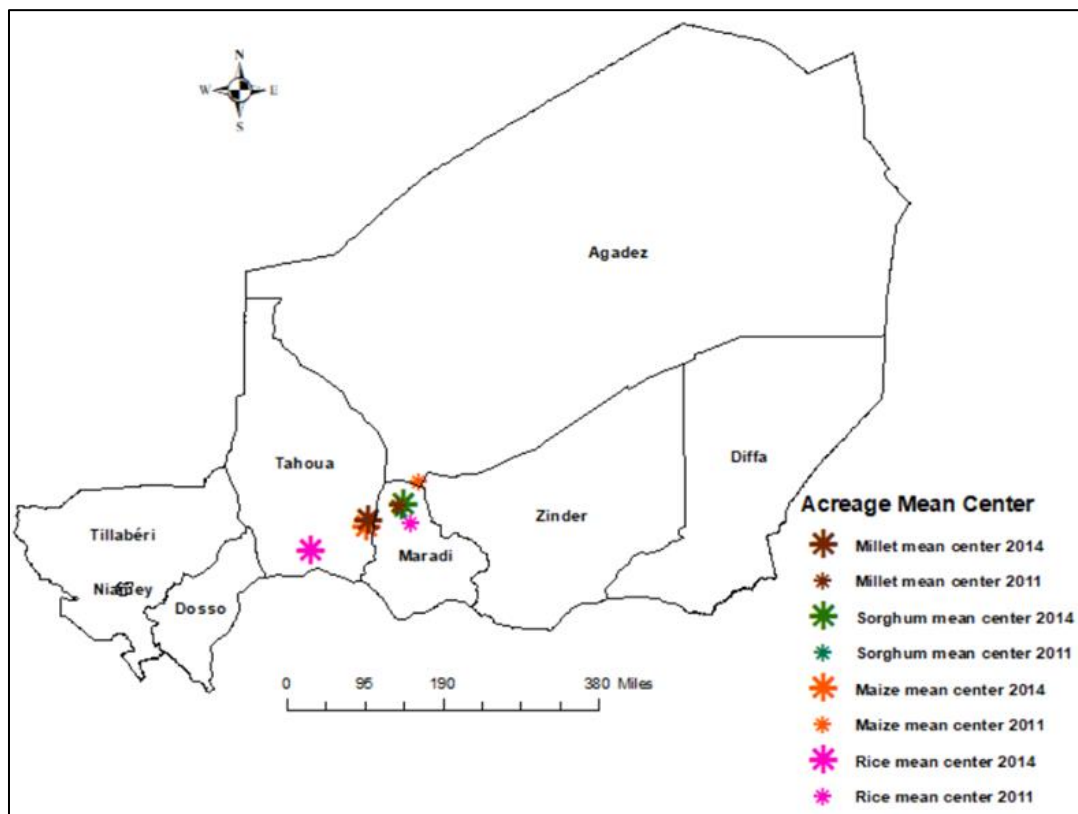 N
W E
S
Agadez
Tahoua
Diffa
Zinder
Tillabéri
Maradi
Dosso
0 95 190 380 Miles
Acreage Mean Center
Millet mean center 2014
Millet mean center 2011
Sorghum mean center 2014
Sorghum mean center 2011
Maize mean center 2014
Maize mean center 2011
Rice mean center 2014
Rice mean center 2011